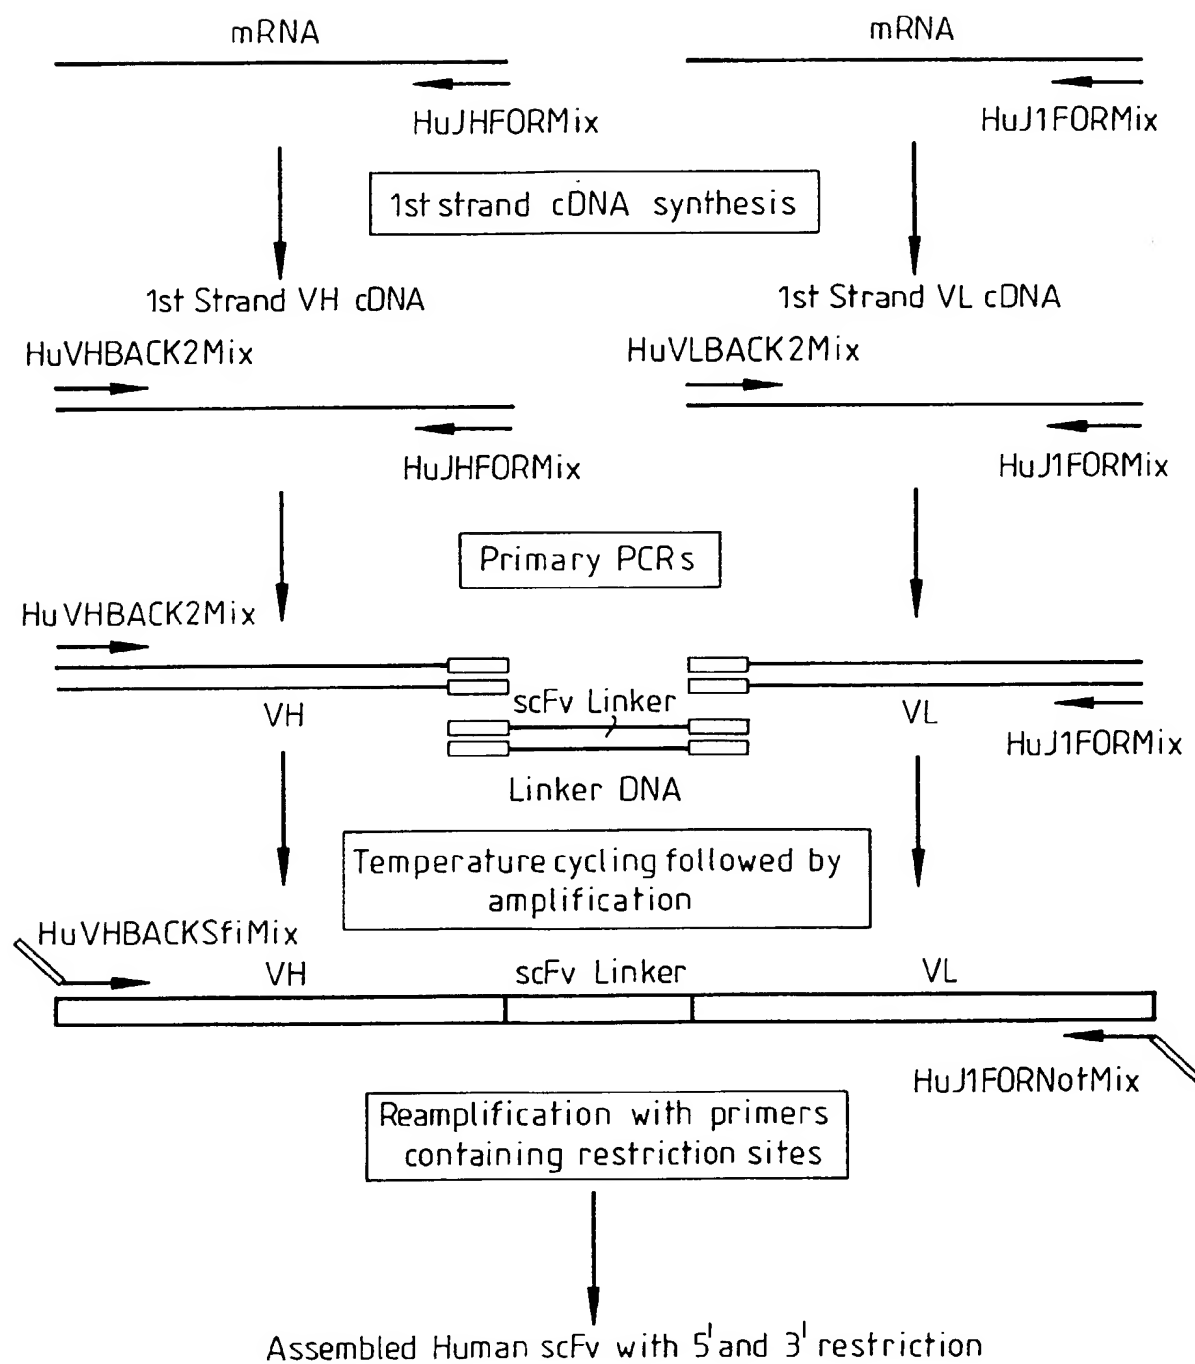 mRNA
mRNA
HuJHFORMix
HuJ1FORMix
1st strand cDNA synthesis
1st Strand VH cDNA
1st Strand VL cDNA
HuVHBACK2Mix
HuVLBACK2Mix
HuJHFORMix
HuJ1FORMix
Primary PCRs
HuVHBACK2Mix
VH
scFv Linker
VL
HuJ1FORMix
Linker DNA
Temperature cycling followed by
amplification
HuVHBACKSfiMix
VH
scFv Linker
VL
HuJ1FORNotMix
Reamplification with primers
containing restriction sites
Assembled Human scFv with 5' and 3' restriction